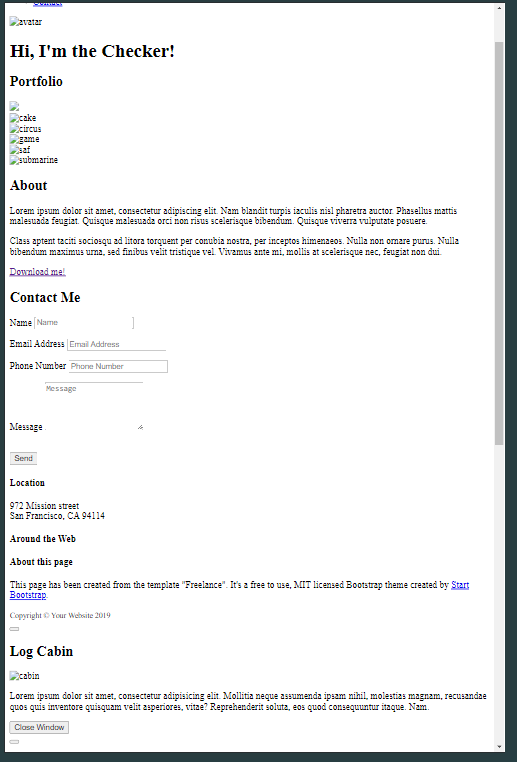 Contact
avatar
Hi, I'm the Checker!
Portfolio
cake
circus
game
saf
submarine
About
Lorem ipsum dolor sit amet, consectetur adipiscing elit. Nam blandit turpis iaculis nisl pharetra auctor. Phasellus mattis
malesuada feugiat. Quisque malesuada orci non risus scelerisque bibendum. Quisque viverra vulputate posuere.
Class aptent taciti sociosqu ad litora torquent per conubia nostra, per inceptos himenaeos. Nulla non ornare purus. Nulla
bibendum maximus urna, sed finibus velit tristique vel. Vivamus ante mi, mollis at scelerisque nec, feugiat non dui.
Download me!
Contact Me
Name Name
Email Address Email Address
Phone Number Phone Number
Message
Message
Send
Location
972 Mission street
San Francisco, CA 94114
Around the Web
About this page
This page has been created from the template "Freelance". It's a free to use, MIT licensed Bootstrap theme created by Start
Bootstrap.
Copyright © Your Website 2019
Log Cabin
cabin
Lorem ipsum dolor sit amet, consectetur adipisicing elit. Mollitia neque assumenda ipsam nihil, molestias magnam, recusandae
quos quis inventore quisquam velit asperiores, vitae? Reprehenderit soluta, eos quod consequuntur itaque. Nam.
Close Window